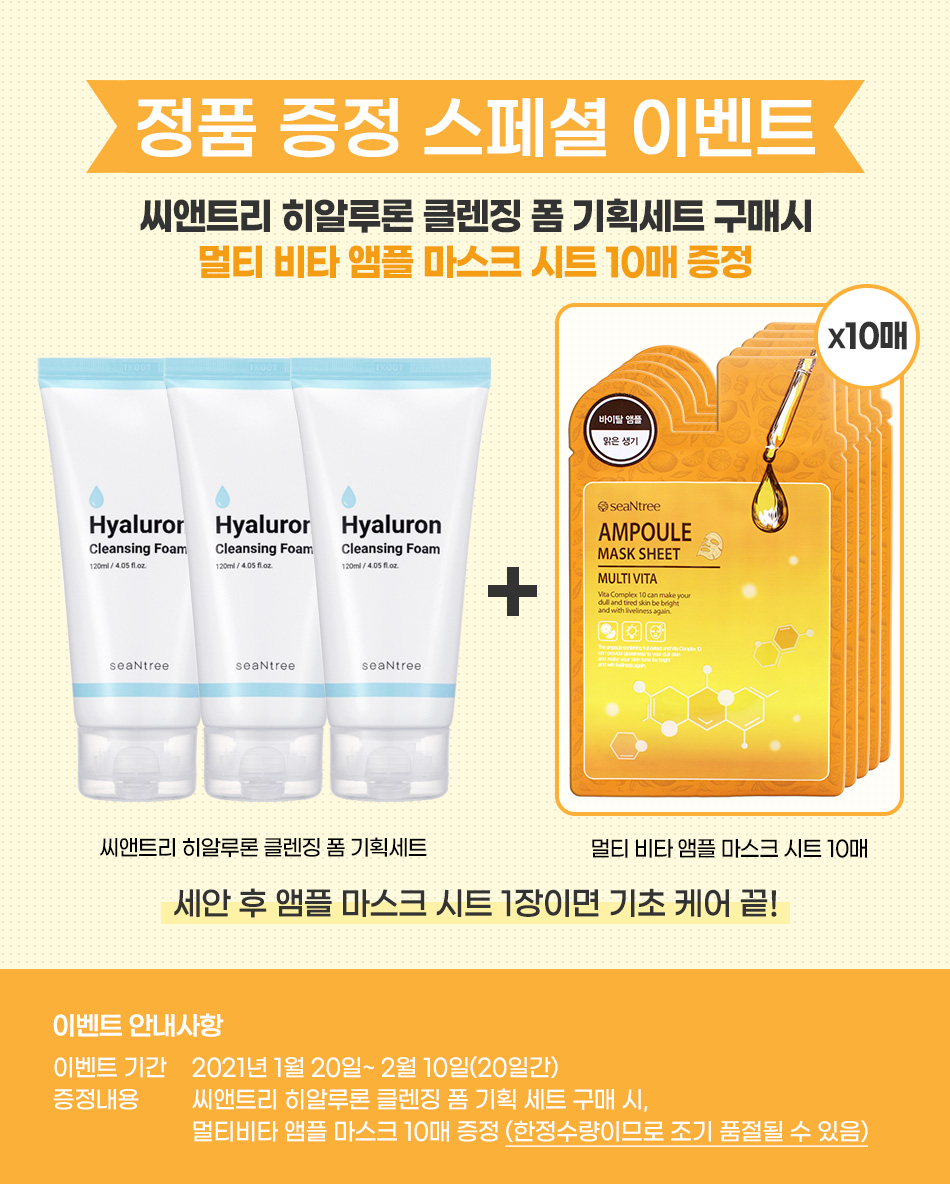 정품 증정 스페셜 이벤트
씨앤트리 히알루론 클렌징 폼 기획세트 구매시
멀티 비타 앰플 마스크 시트 10매 증정
x10매
Hyaluron
Cleansing Foam
120ml / 4.05 fl.oz.
seaNtree
Hyaluron
Cleansing Foam
120ml / 4.05 fl.oz.
seaNtree
Hyaluron
Cleansing Foam
120ml / 4.05 fl.oz.
seaNtree
+
바이탈 앰플
맑은 생기
seaNtree
AMPOULE
MASK SHEET
MULTI VITA
Vita Complex 10 can make your
dull and tired skin be bright
and with liveliness again.
씨앤트리 히알루론 클렌징 폼 기획세트
멀티 비타 앰플 마스크 시트 10매
세안 후 앰플 마스크 시트 1장이면 기초 케어 끝!
이벤트 안내사항
이벤트 기간 2021년 1월 20일~ 2월 10일(20일간)
증정내용 씨앤트리 히알루론 클렌징 폼 기획 세트 구매 시,
멀티비타 앰플 마스크 10매 증정 (한정수량이므로 조기 품절될 수 있음)